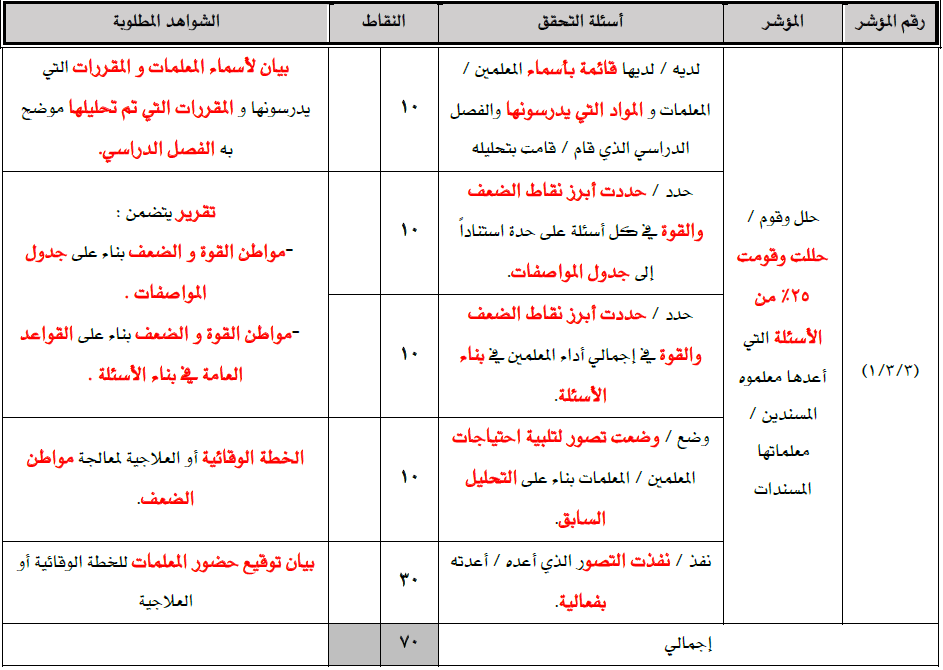 رقم المؤشر
المؤشر
أسئلة التحقق
النقاط
الشواهد المطلوبة
(١/٣/٣)
حلل وقوم /
حللت وقومت
٢٥٪ من
الأسئلة التي
أعدها معلموه
المسندين /
معلماتها
المسندات
لديه / لديها قائمة بأسماء المعلمين /
المعلمات و المواد التي يدرسونها والفصل
الدراسي الذي قام / قامت بتحليله
١٠
بيان لأسماء المعلمات و المقررات التي
يدرسونها و المقررات التي تم تحليلها موضح
به الفصل الدراسي.
حدد / حددت أبرز نقاط الضعف
والقوة في كل أسئلة على حدة استناداً
إلى جدول المواصفات.
١٠
تقرير يتضمن :
-مواطن القوة و الضعف بناء على جدول
المواصفات .
-مواطن القوة و الضعف بناء على القواعد
العامة في بناء الأسئلة .
حدد / حددت أبرز نقاط الضعف
والقوة في إجمالي أداء المعلمين في بناء
الأسئلة.
١٠
وضع / وضعت تصور لتلبية احتياجات
المعلمين / المعلمات بناء على التحليل
السابق.
١٠
الخطة الوقائية أو العلاجية لمعالجة مواطن
الضعف.
نفذ / نفذت التصور الذي أعده / أعدته
بفعالية.
٣٠
بيان توقيع حضور المعلمات للخطة الوقائية أو
العلاجية
إجمالي
٧٠